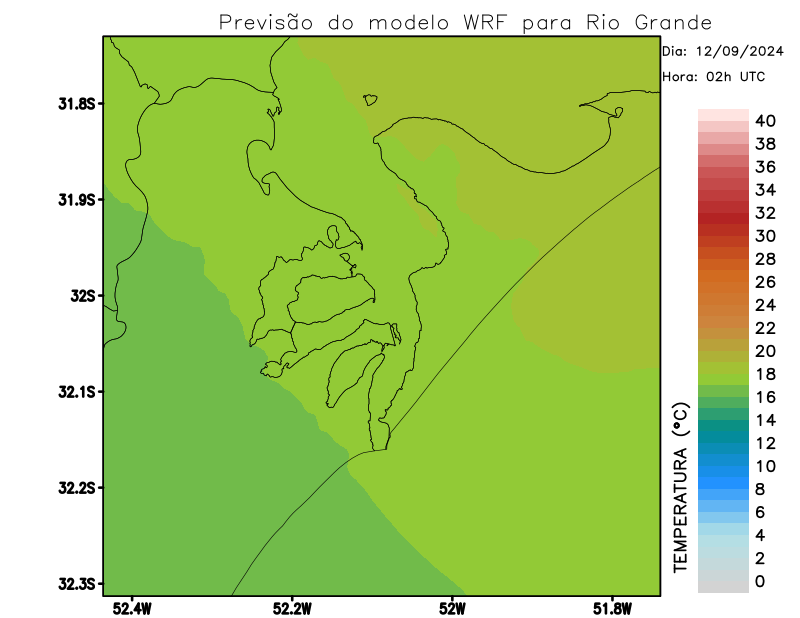 Previsão do modelo WRF para Rio Grande
Dia: 12/09/2024
Hora: 02h UTC
31.8S
31.9S
32S
32.1S
32.2S
32.3S
52.4W
52.2W
52W
51.8W
TEMPERATURA (°C)
40
38
36
34
32
30
28
26
24
22
20
18
16
14
12
10
8
6
4
2
0